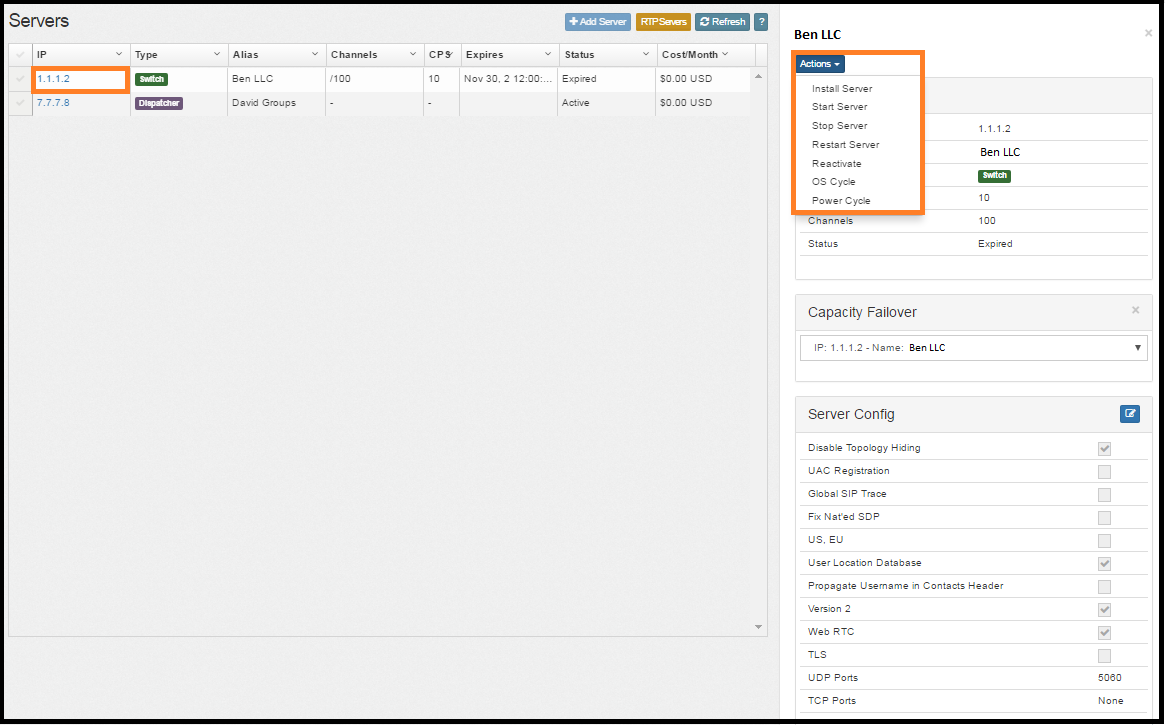 Servers
Add Server RTP Servers Refresh ?
IP Type Alias Channels CPS Expires Status Cost/Month
1.1.1.2 Switch Ben LLC /100 10 Nov 30, 2 12:00:... Expired $0.00 USD
7.7.7.8 Dispatcher David Groups - - Active $0.00 USD
Ben LLC ×
Actions
Install Server
Start Server
Stop Server
Restart Server
Reactivate
OS Cycle
Power Cycle
1.1.1.2
Ben LLC
Switch
10
Channels 100
Status Expired
Capacity Failover ×
IP: 1.1.1.2 - Name: Ben LLC
Server Config
Disable Topology Hiding
UAC Registration
Global SIP Trace
Fix Nat'ed SDP
US, EU
User Location Database
Propagate Username in Contacts Header
Version 2
Web RTC
TLS
UDP Ports 5060
TCP Ports None